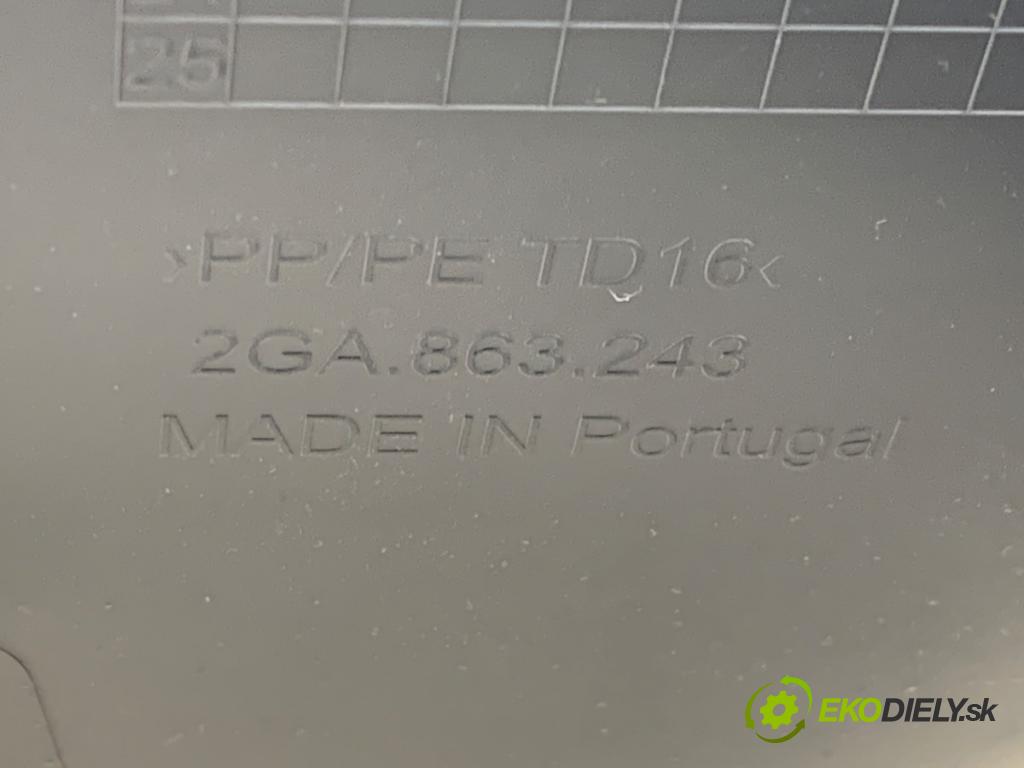 25
>PP/PE TD16<
2GA.863.243
MADE IN Portugal
EKODIELY.sk